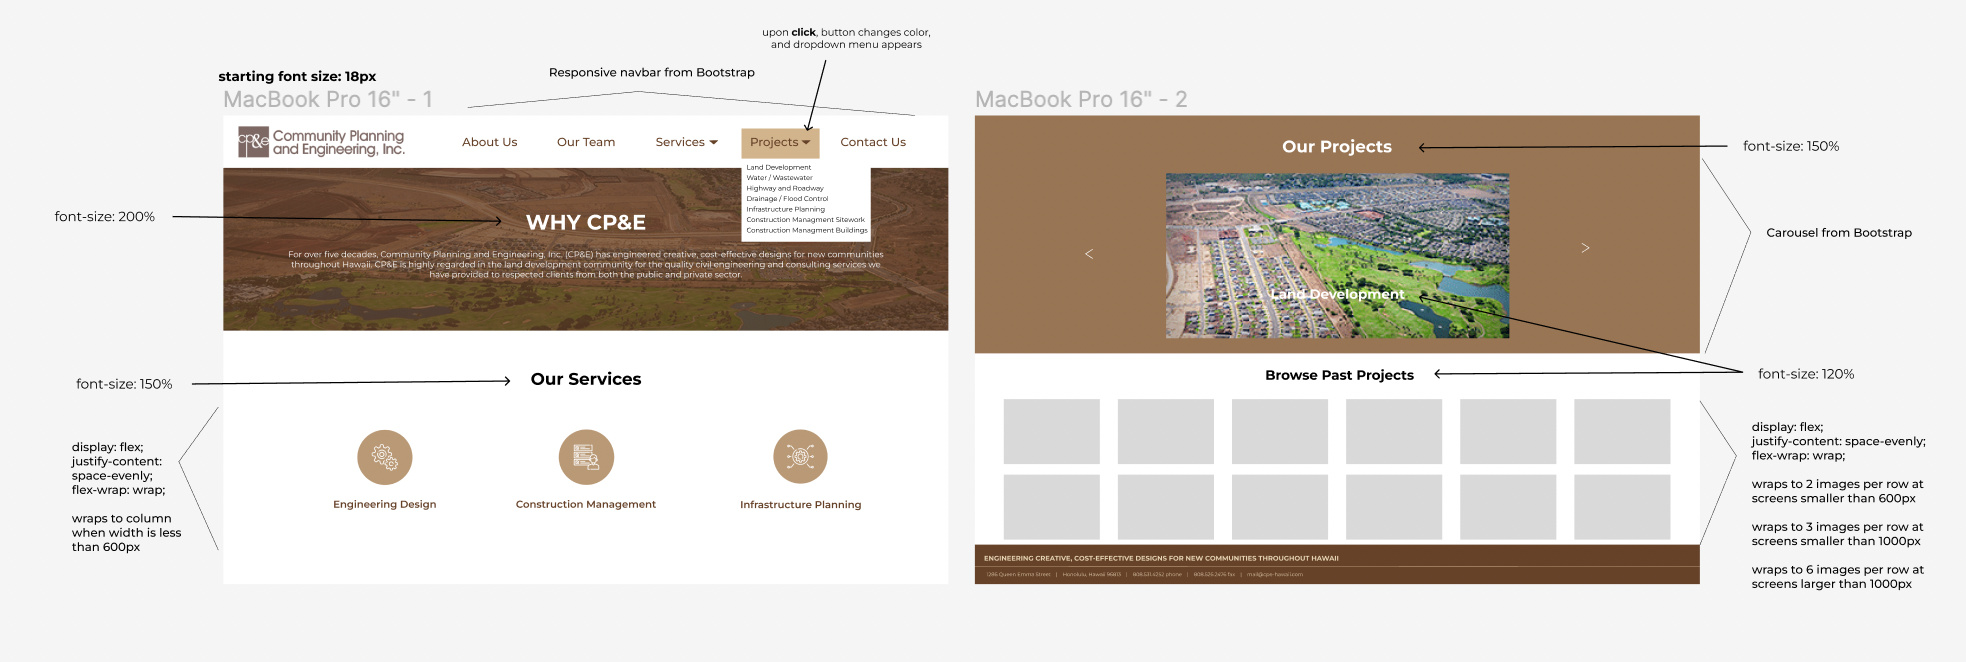 upon click, button changes color,
and dropdown menu appears
starting font size: 18px
Responsive navbar from Bootstrap
MacBook Pro 16" - 1
cp&e
Community Planning
and Engineering, Inc.
About Us
Our Team
Services
Projects
Contact Us
Land Development
Water / Wastewater
Highway and Roadway
Drainage / Flood Control
Infrastructure Planning
Construction Managment Sitework
Construction Managment Buildings
font-size: 200%
WHY CP&E
For over five decades, Community Planning and Engineering, Inc. (CP&E) has engineered creative, cost-effective designs for new communities
throughout Hawaii. CP&E is highly regarded in the land development community for the quality civil engineering and consulting services we
have provided to respected clients from both the public and private sector.
font-size: 150%
Our Services
display: flex;
justify-content:
space-evenly;
flex-wrap: wrap;
wraps to column
when width is less
than 600px
Engineering Design
Construction Management
Infrastructure Planning
MacBook Pro 16" - 2
Our Projects
font-size: 150%
<
>
Carousel from Bootstrap
Land Development
Browse Past Projects
font-size: 120%
display: flex;
justify-content: space-evenly;
flex-wrap: wrap;
wraps to 2 images per row at
screens smaller than 600px
wraps to 3 images per row at
screens smaller than 1000px
wraps to 6 images per row at
screens larger than 1000px
ENGINEERING CREATIVE, COST-EFFECTIVE DESIGNS FOR NEW COMMUNITIES THROUGHOUT HAWAII
1286 Queen Emma Street | Honolulu, Hawaii 96813 | 808.531.4252 phone | 808.526.2476 fax | mail@cpe-hawaii.com